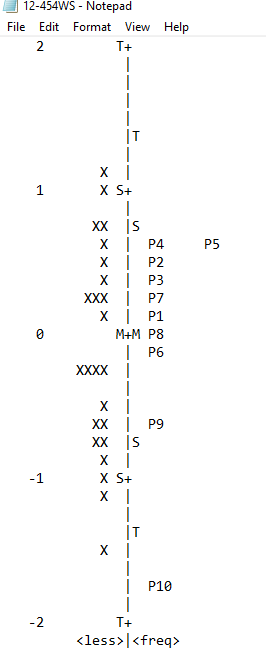 12-454WS - Notepad
File Edit Format View Help
2 T+
|
|
|
|
|T
|
X |
1 X S+
|
XX |S
X | P4 P5
X | P2
X | P3
XXX | P7
X | P1
0 M+M P8
| P6
XXXX |
|
X |
XX | P9
XX |S
X |
-1 X S+
X |
|
|T
X |
|
| P10
|
-2 T+
<less>|<freq>